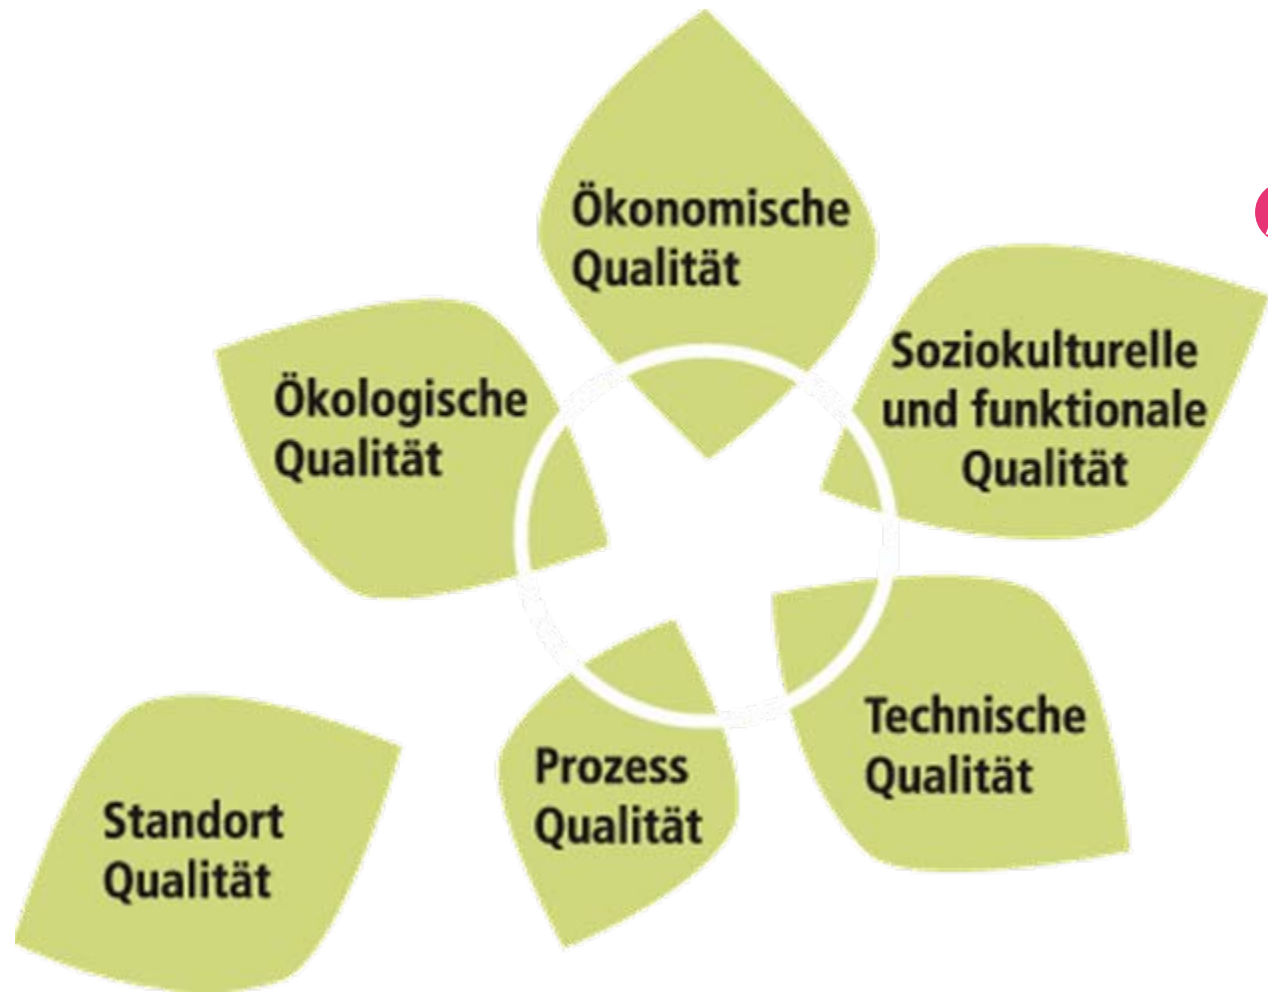 Ökonomische
Qualität
Soziokulturelle
und funktionale
Qualität
Ökologische
Qualität
Technische
Qualität
Prozess
Qualität
Standort
Qualität